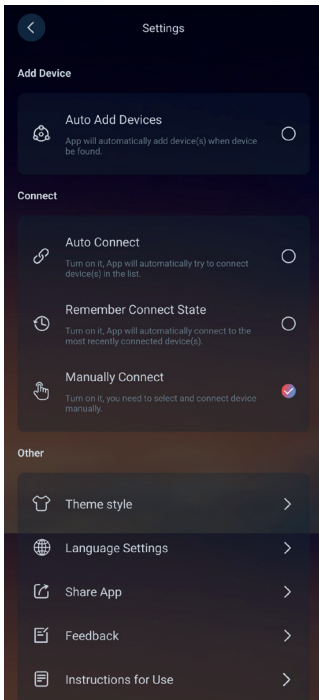 Settings
Add Device
Auto Add Devices
App will automatically add device(s) when device
be found.
Connect
Auto Connect
Turn on it, App will automatically try to connect
device(s) in the list.
Remember Connect State
Turn on it, App will automatically connect to the
most recently connected device(s).
Manually Connect
Turn on it, you need to select and connect device
manually.
Other
Theme style
Language Settings
Share App
Feedback
Instructions for Use